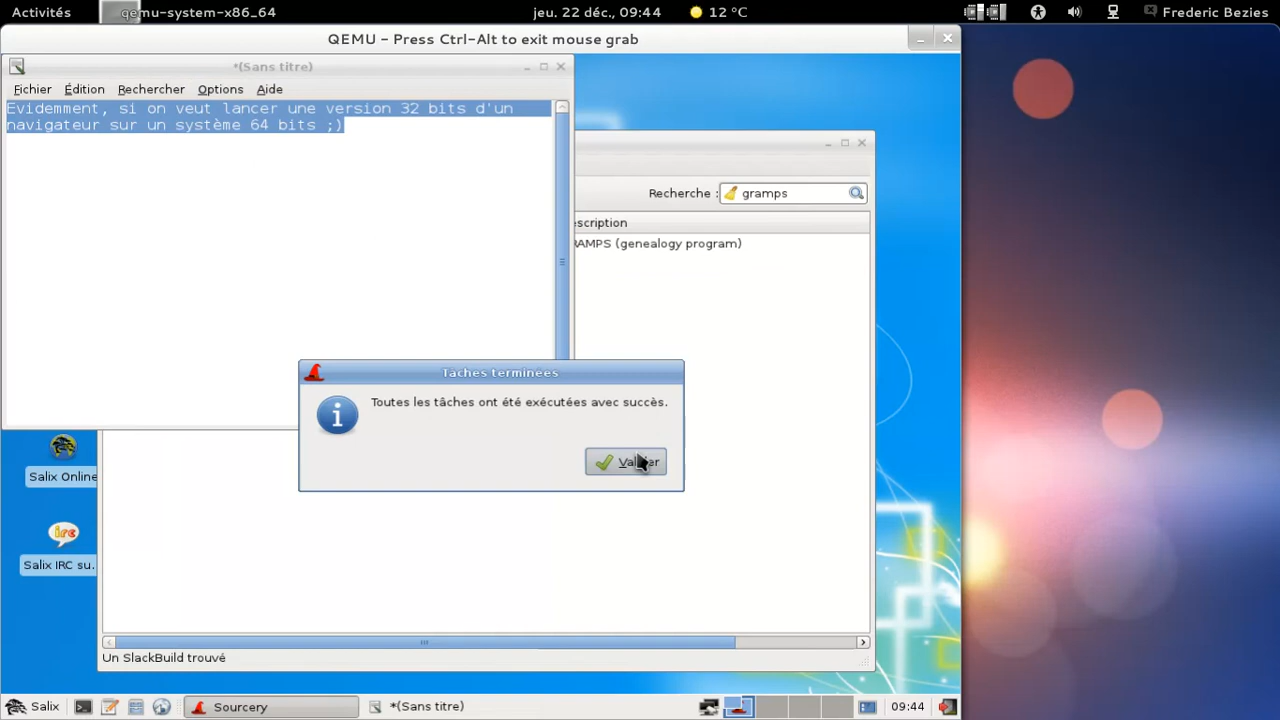 Activités
qemu-system-x86_64
jeu. 22 déc., 09:44
12 °C
Frederic Bezies
QEMU - Press Ctrl-Alt to exit mouse grab
*(Sans titre)
Fichier Édition Rechercher Options Aide
Evidemment, si on veut lancer une version 32 bits d'un
navigateur sur un système 64 bits ;)
Recherche : gramps
escription
RAMPS (genealogy program)
Tâches terminées
Toutes les tâches ont été exécutées avec succès.
Salix Online
irc
Salix IRC su...
Un SlackBuild trouvé
Salix
Sourcery
*(Sans titre)
09:44